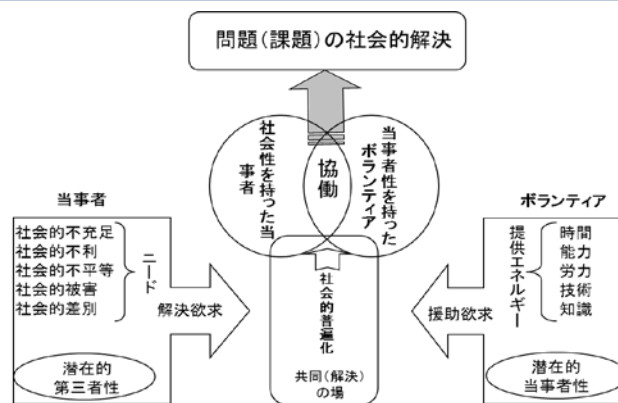 問題(課題)の社会的解決
社会性を持った当
事者
協働
当事者性を持った
ボランティア
当事者
社会的不充足
社会的不利
社会的不平等
社会的被害
社会的差別
ニード
解決欲求
潜在的
第三者性
社会的普遍化
共同(解決)
の場
ボランティア
提供エネルギー
時間
能力
労力
技術
知識
援助欲求
潜在的
当事者性